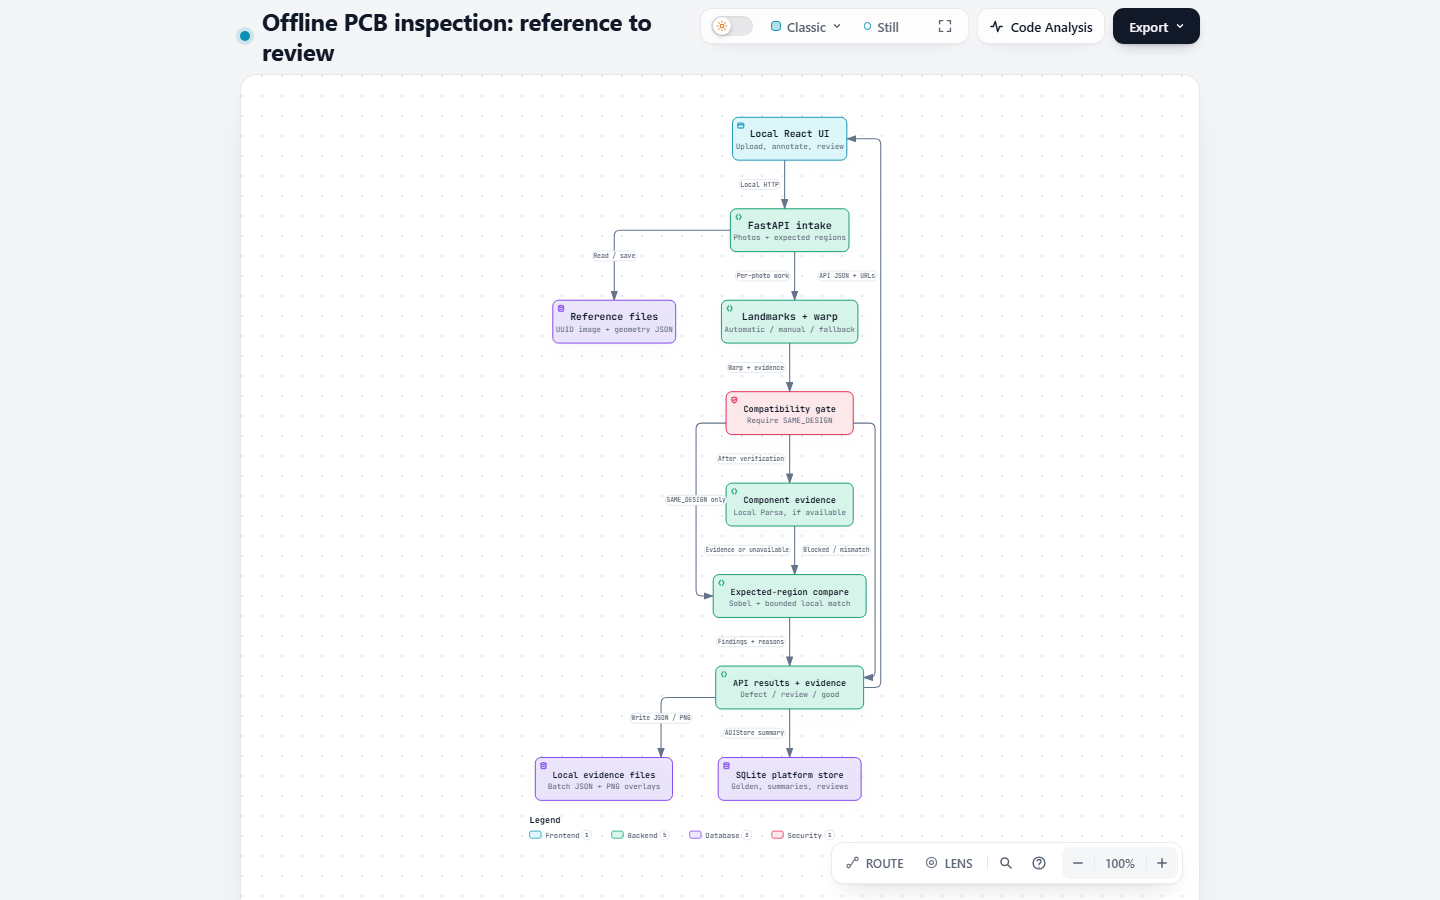 Offline PCB inspection: reference to
review
Classic
Still
Code Analysis
Export
Local React UI
Upload, annotate, review
Local HTTP
FastAPI intake
Photos + expected regions
Read / save
Per-photo work
API JSON + URLs
Reference files
UUID image + geometry JSON
Landmarks + warp
Automatic / manual / fallback
Warp + evidence
Compatibility gate
Require SAME_DESIGN
After verification
SAME_DESIGN only
Component evidence
Local Parsa, if available
Evidence or unavailable
Blocked / mismatch
Expected-region compare
Sobel + bounded local match
Findings + reasons
API results + evidence
Defect / review / good
Write JSON / PNG
AOIStore summary
Local evidence files
Batch JSON + PNG overlays
SQLite platform store
Golden, summaries, reviews
Legend
Frontend 1
Backend 5
Database 3
Security 1
ROUTE
LENS
100%